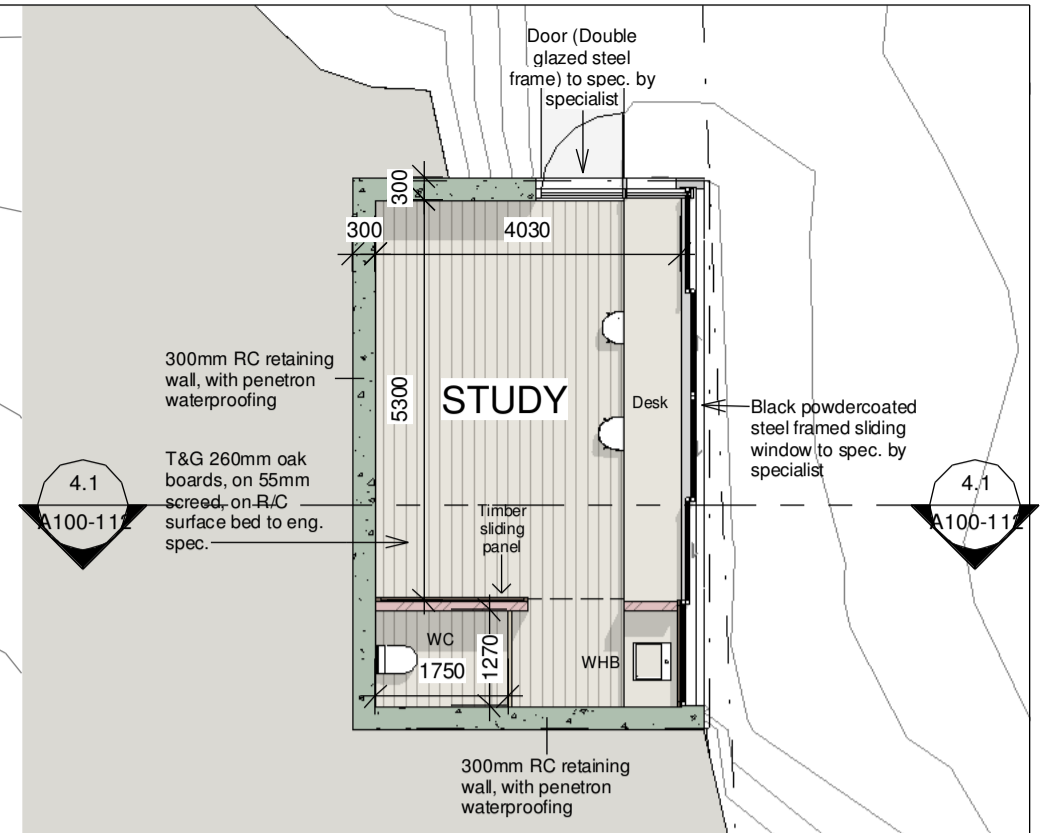 Door (Double
glazed steel
frame) to spec. by
specialist
300
300
4030
300mm RC retaining
wall, with penetron
waterproofing
5300
STUDY
Desk
Black powdercoated
steel framed sliding
window to spec. by
specialist
T&G 260mm oak
boards, on 55mm
screed, on R/C
surface bed to eng.
spec.
4.1
A100-112
4.1
A100-112
Timber
sliding
panel
WC
1750
1270
WHB
300mm RC retaining
wall, with penetron
waterproofing